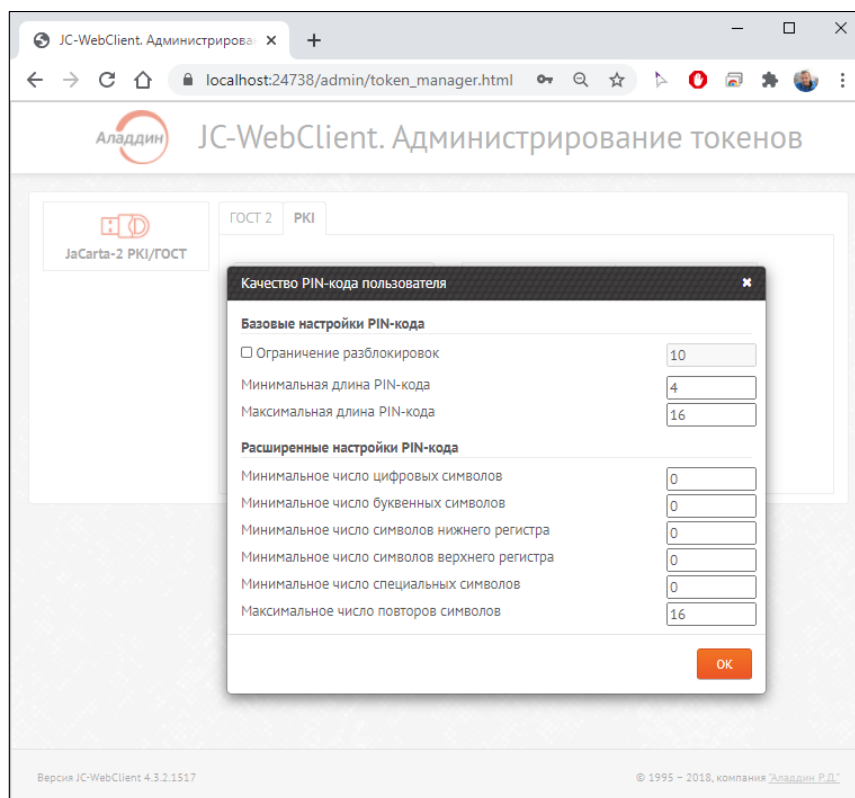 JC-WebClient. Администрирова
localhost:24738/admin/token_manager.html
Аладдин
JC-WebClient. Администрирование токенов
JaCarta-2 PKI/ГОСТ
ГОСТ 2 PKI
Качество PIN-кода пользователя
Базовые настройки PIN-кода
Ограничение разблокировок 10
Минимальная длина PIN-кода 4
Максимальная длина PIN-кода 16
Расширенные настройки PIN-кода
Минимальное число цифровых символов 0
Минимальное число буквенных символов 0
Минимальное число символов нижнего регистра 0
Минимальное число символов верхнего регистра 0
Минимальное число специальных символов 0
Максимальное число повторов символов 16
ОК
Версия JC-WebClient 4.3.2.1517
© 1995 – 2018, компания "Аладдин Р.Д."